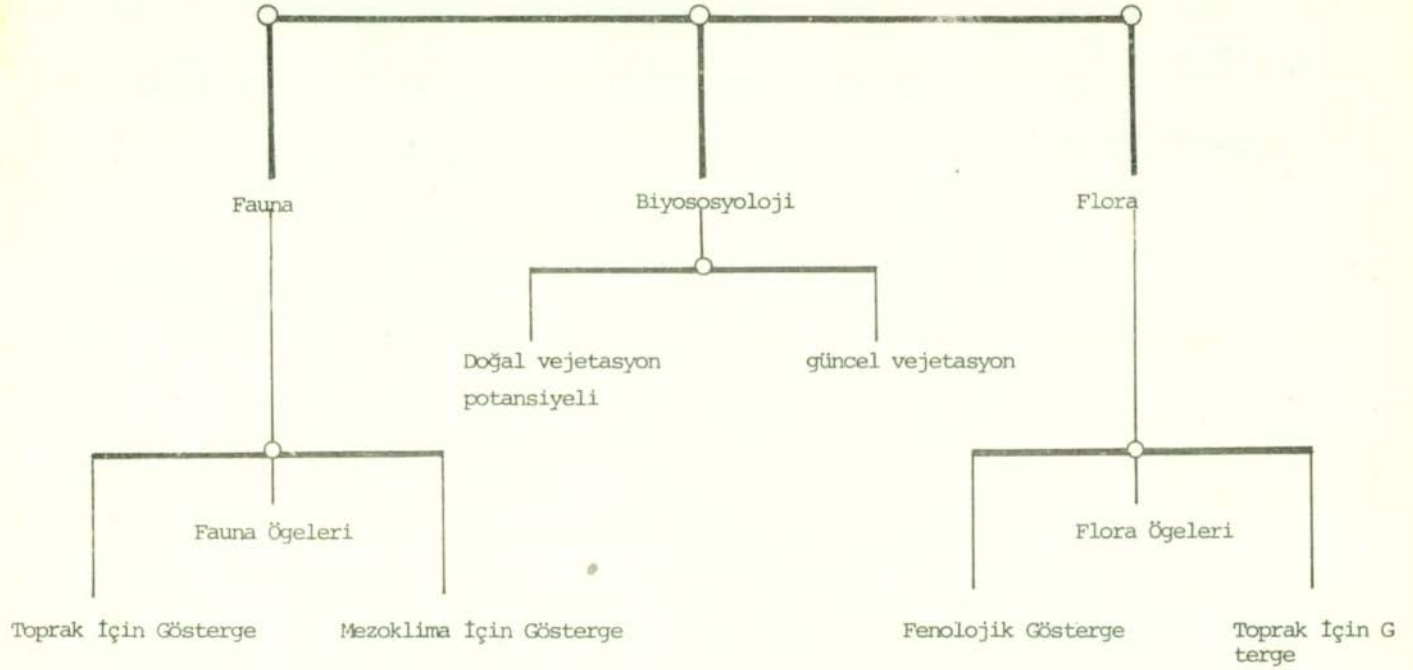 Fauna
Biyososyoloji
Flora
Doğal vejetasyon
potansiyeli
güncel vejetasyon
Fauna Ögeleri
Flora Ögeleri
Toprak İçin Gösterge
Mezoklima İçin Gösterge
Fenolojik Gösterge
Toprak İçin G
terge